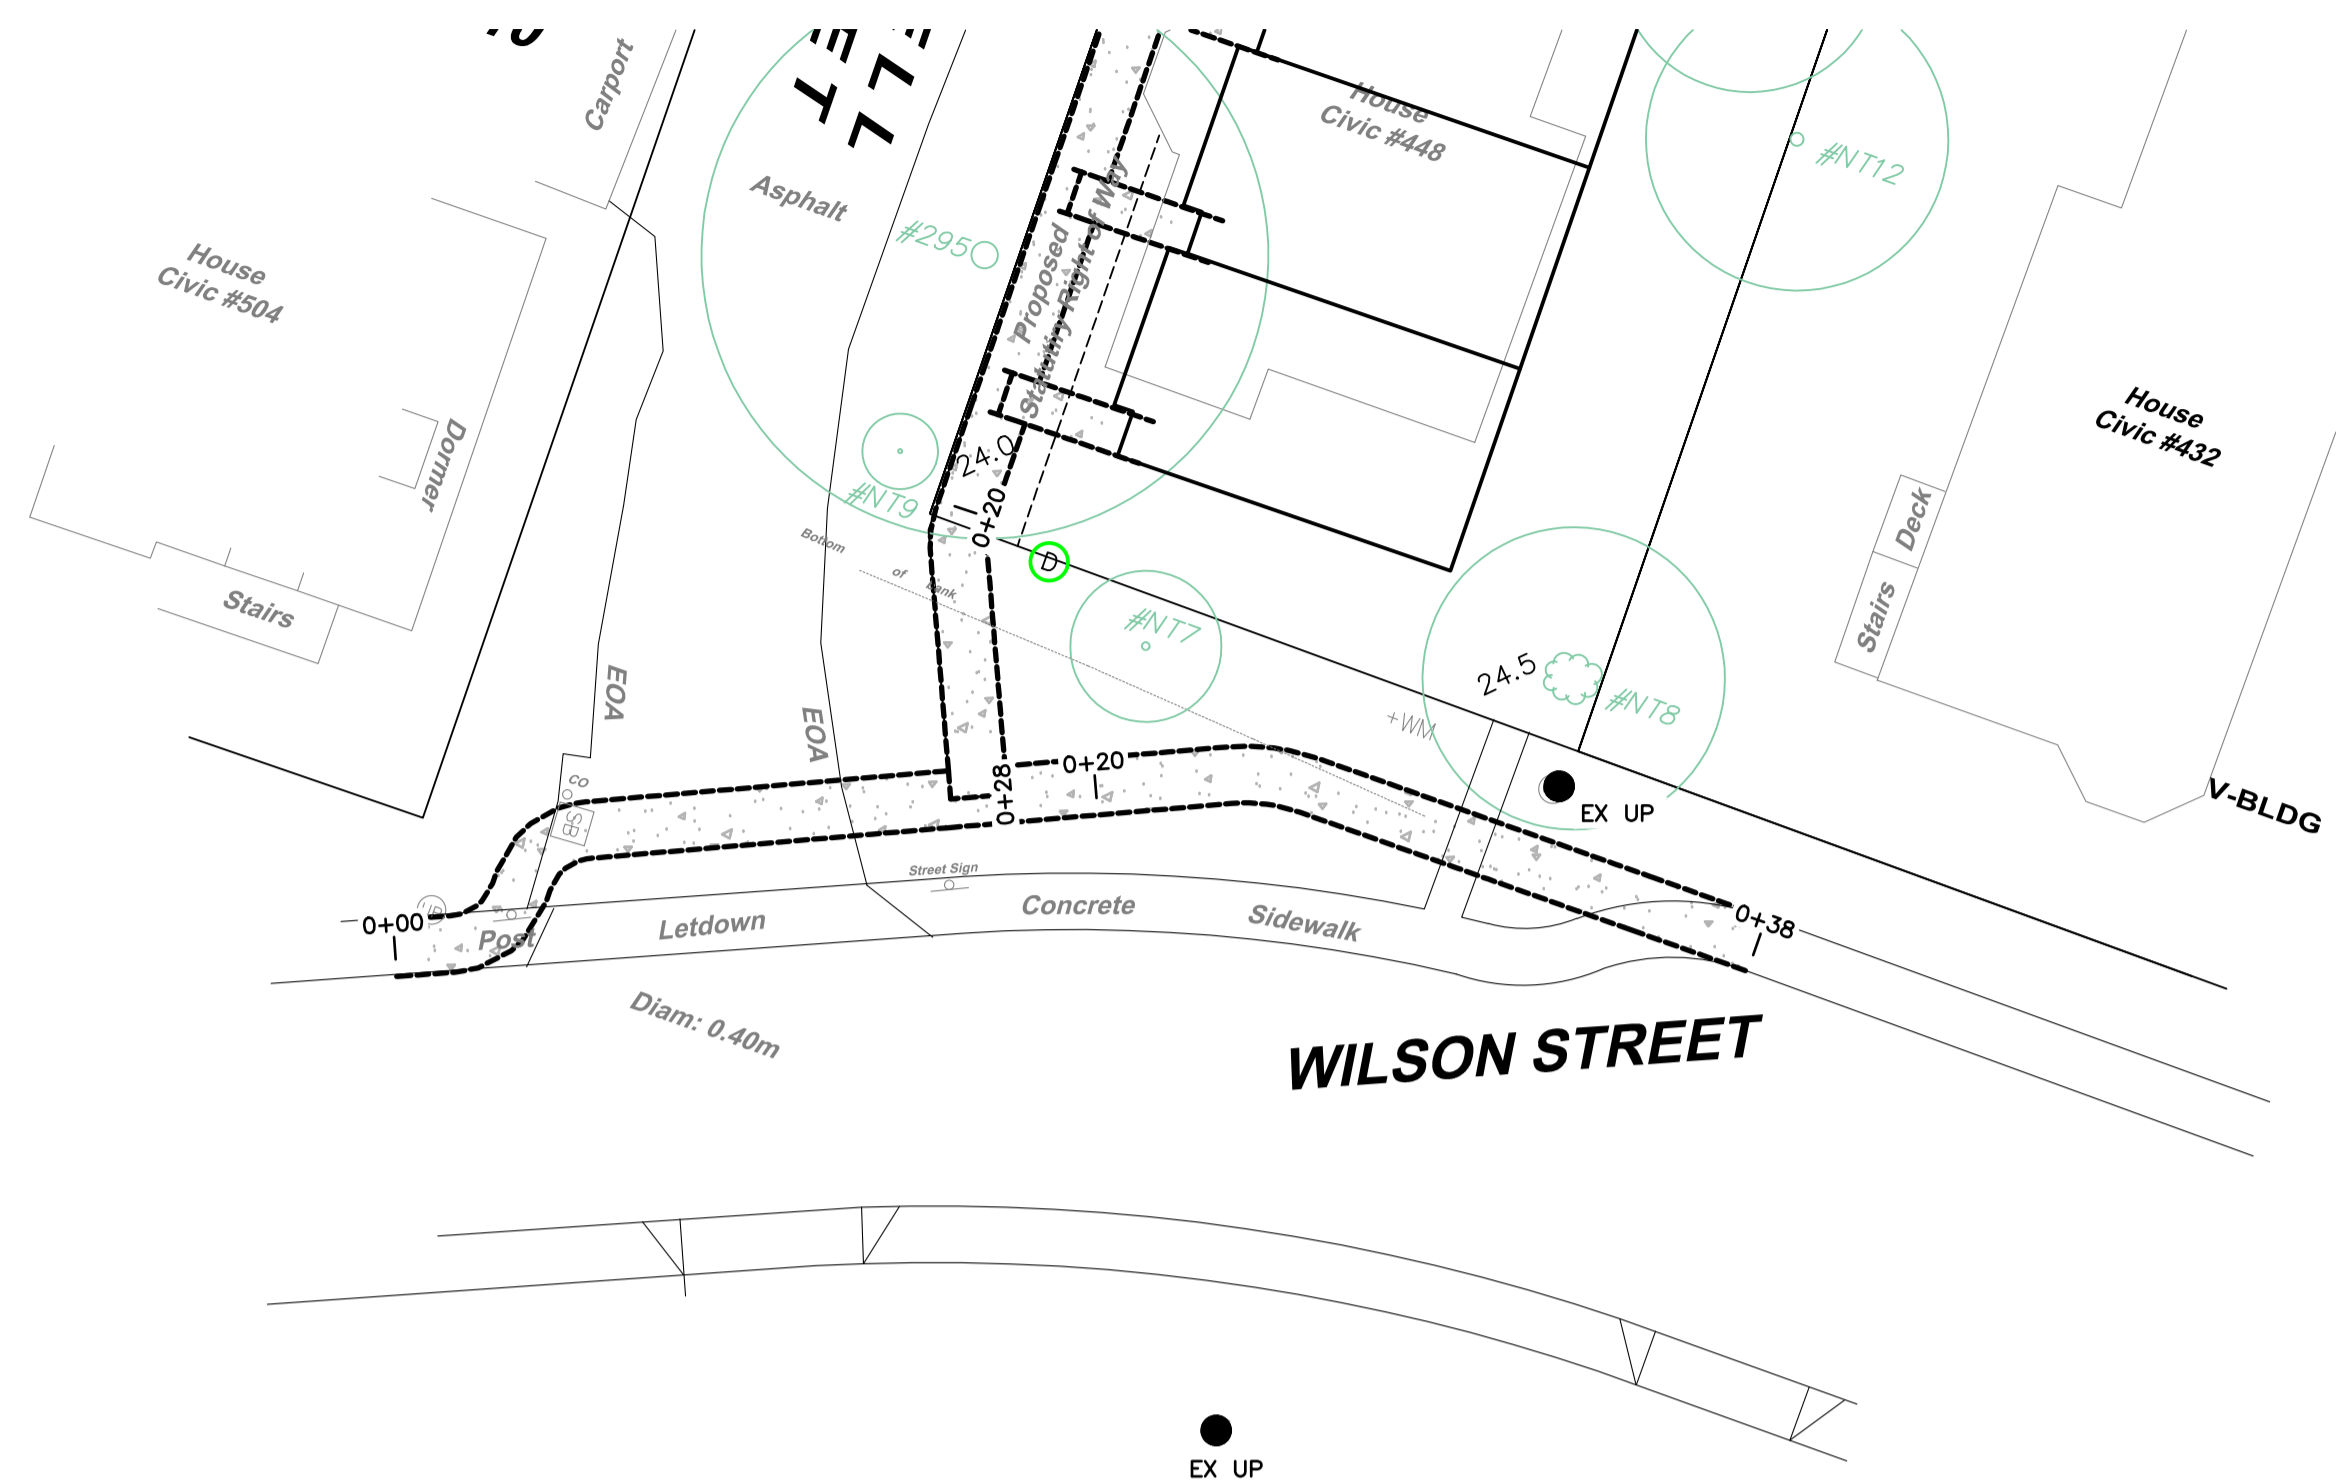 Carport
House
Civic #448
#NT12
Asphalt
#295
House
Civic #504
Proposed
Statutory Right of Way
House
Civic #432
Dormer
24.0
#NT9
0+20
Deck
Bottom
of
Bank
D
Stairs
Stairs
#NT7
24.5
#NT8
EOA
EOA
+WM
CO
SB
0+28
0+20
EX UP
V-BLDG
Street Sign
0+00
Post
Letdown
Concrete
Sidewalk
0+38
Diam: 0.40m
WILSON STREET
EX UP